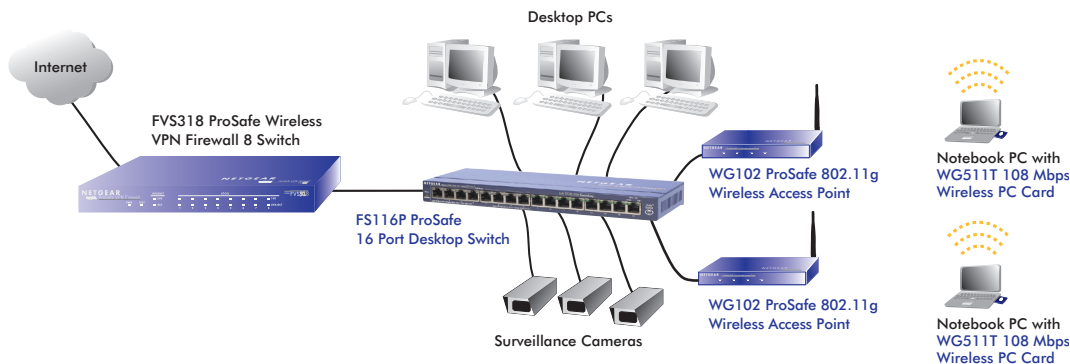 Desktop PCs
Internet
FVS318 ProSafe Wireless
VPN Firewall 8 Switch
NETGEAR
NETGEAR
NETGEAR
WG102 ProSafe 802.11g
Wireless Access Point
NETGEAR
FS116P ProSafe
16 Port Desktop Switch
NETGEAR
WG102 ProSafe 802.11g
Wireless Access Point
Surveillance Cameras
Notebook PC with
WG511T 108 Mbps
Wireless PC Card
Notebook PC with
WG511T 108 Mbps
Wireless PC Card